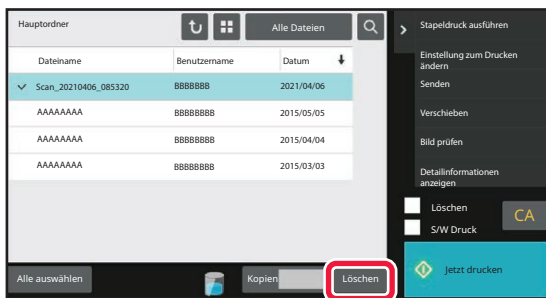 Hauptordner
Alle Dateien
Dateiname Benutzername Datum
Scan_20210406_085320 BBBBBBB 2021/04/06
AAAAAAAA BBBBBBBB 2015/05/05
AAAAAAAA BBBBBBBB 2015/04/04
AAAAAAAA BBBBBBBB 2015/03/03
Alle auswählen
Kopien
Löschen
Stapeldruck ausführen
Einstellung zum Drucken
ändern
Senden
Verschieben
Bild prüfen
Detailinformationen
anzeigen
Löschen
S/W Druck
CA
Jetzt drucken